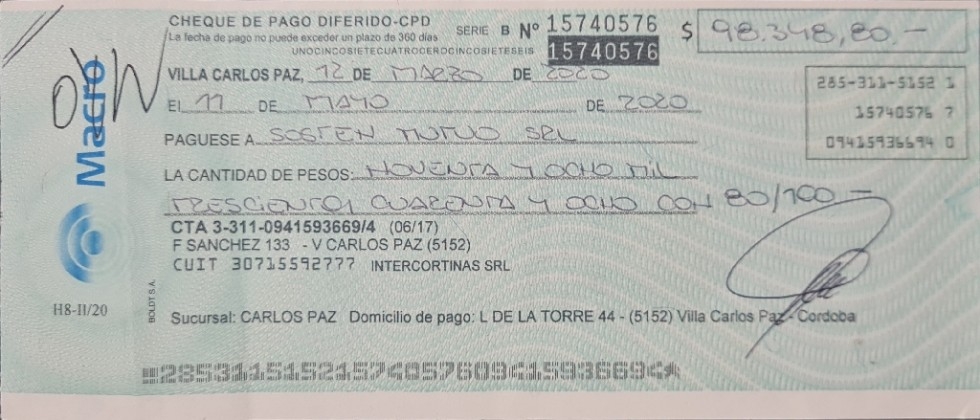 CHEQUE DE PAGO DIFERIDO-CPD
La fecha de pago no puede exceder un plazo de 360 días
SERIE B Nº 15740576
UNOCINCOSIETECUATROCEROCINCOSIETESEIS 15740576
$ 98.348,80.-
VILLA CARLOS PAZ, 12 DE MARZO DE 2020
EL 11 DE MAYO DE 2020
285-311-5152 1
15740576 7
09415936694 0
PAGUESE A SOSTEN MUTUO SRL
LA CANTIDAD DE PESOS: NOVENTA Y OCHO MIL
TRESCIENTOS CUARENTA Y OCHO CON 80/100.-
CTA 3-311-0941593669/4 (06/17)
F SANCHEZ 133 - V CARLOS PAZ (5152)
CUIT 30715592777 INTERCORTINAS SRL
Sucursal: CARLOS PAZ Domicilio de pago: L DE LA TORRE 44 - (5152) Villa Carlos Paz - Cordoba
Macro
H8-II/20
BOLDT S.A.
28531151521574057609415936694